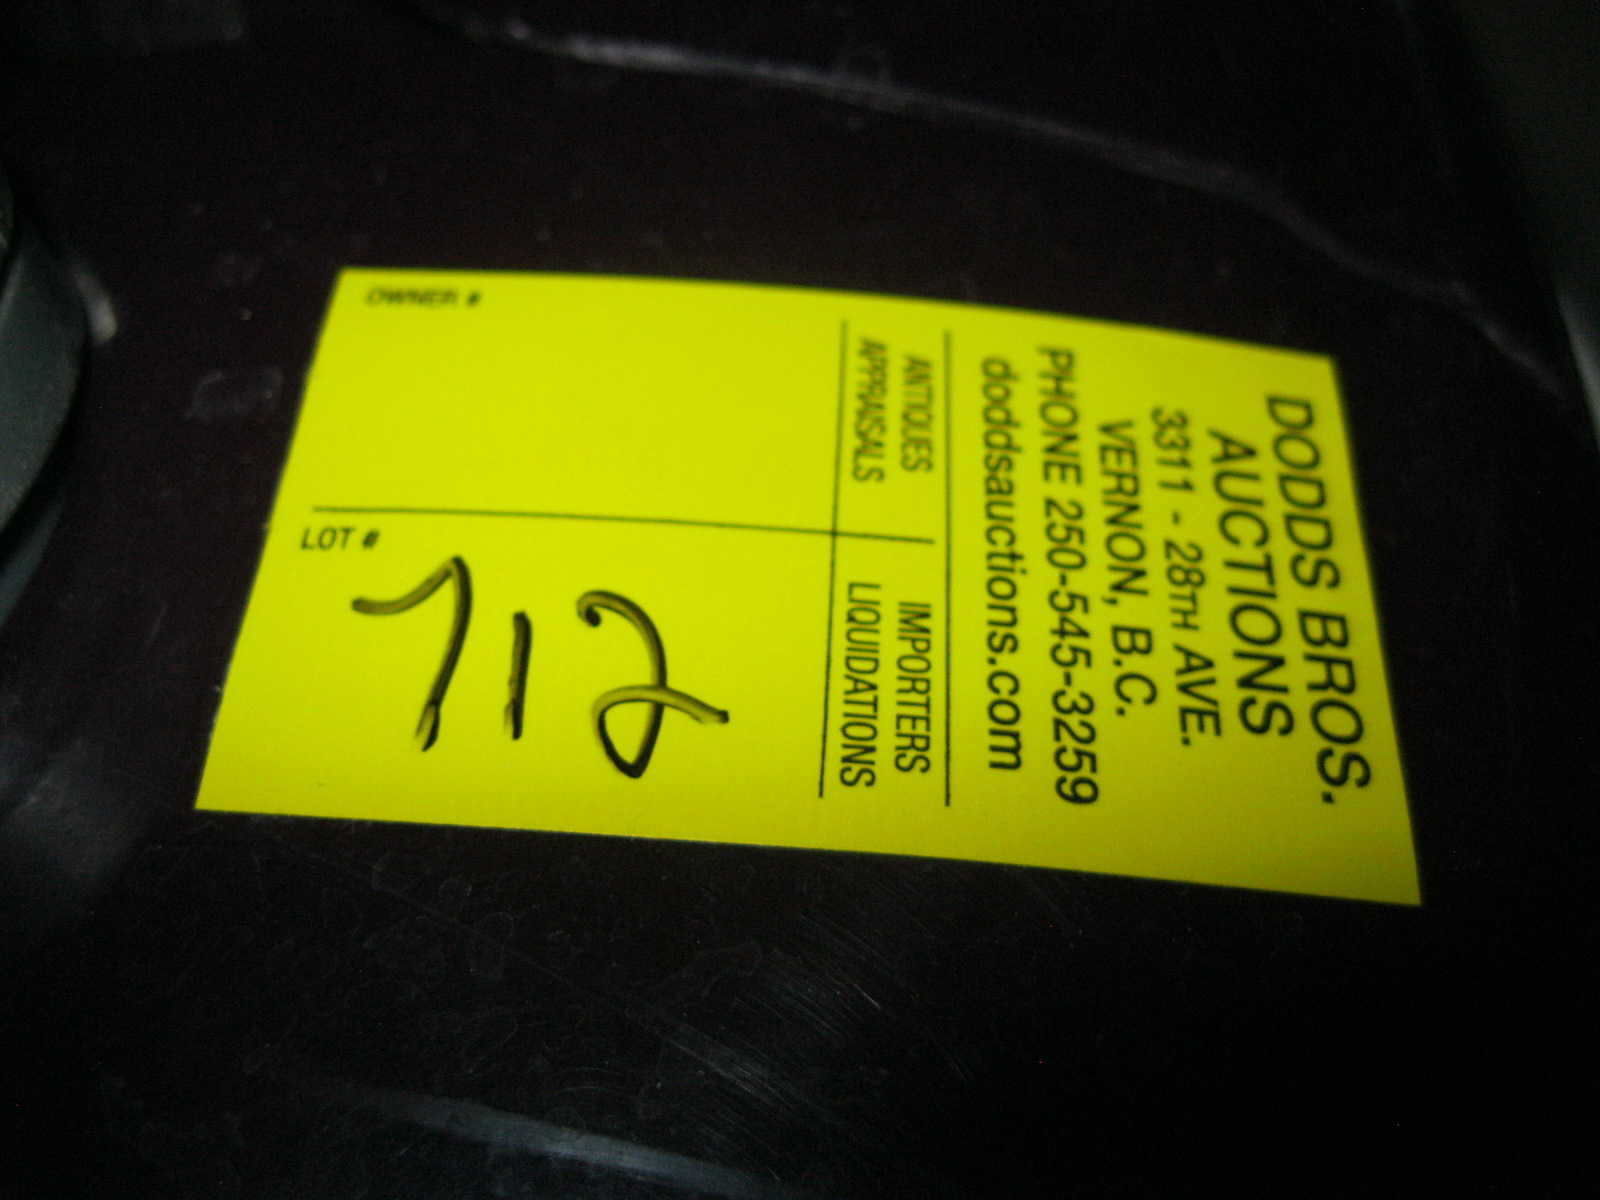 DODDS BROS.
AUCTIONS
3311 - 28TH AVE.
VERNON, B.C.
PHONE 250-545-3259
doddsauctions.com
ANTIQUES IMPORTERS
APPRAISALS LIQUIDATIONS
OWNER #
LOT #
712